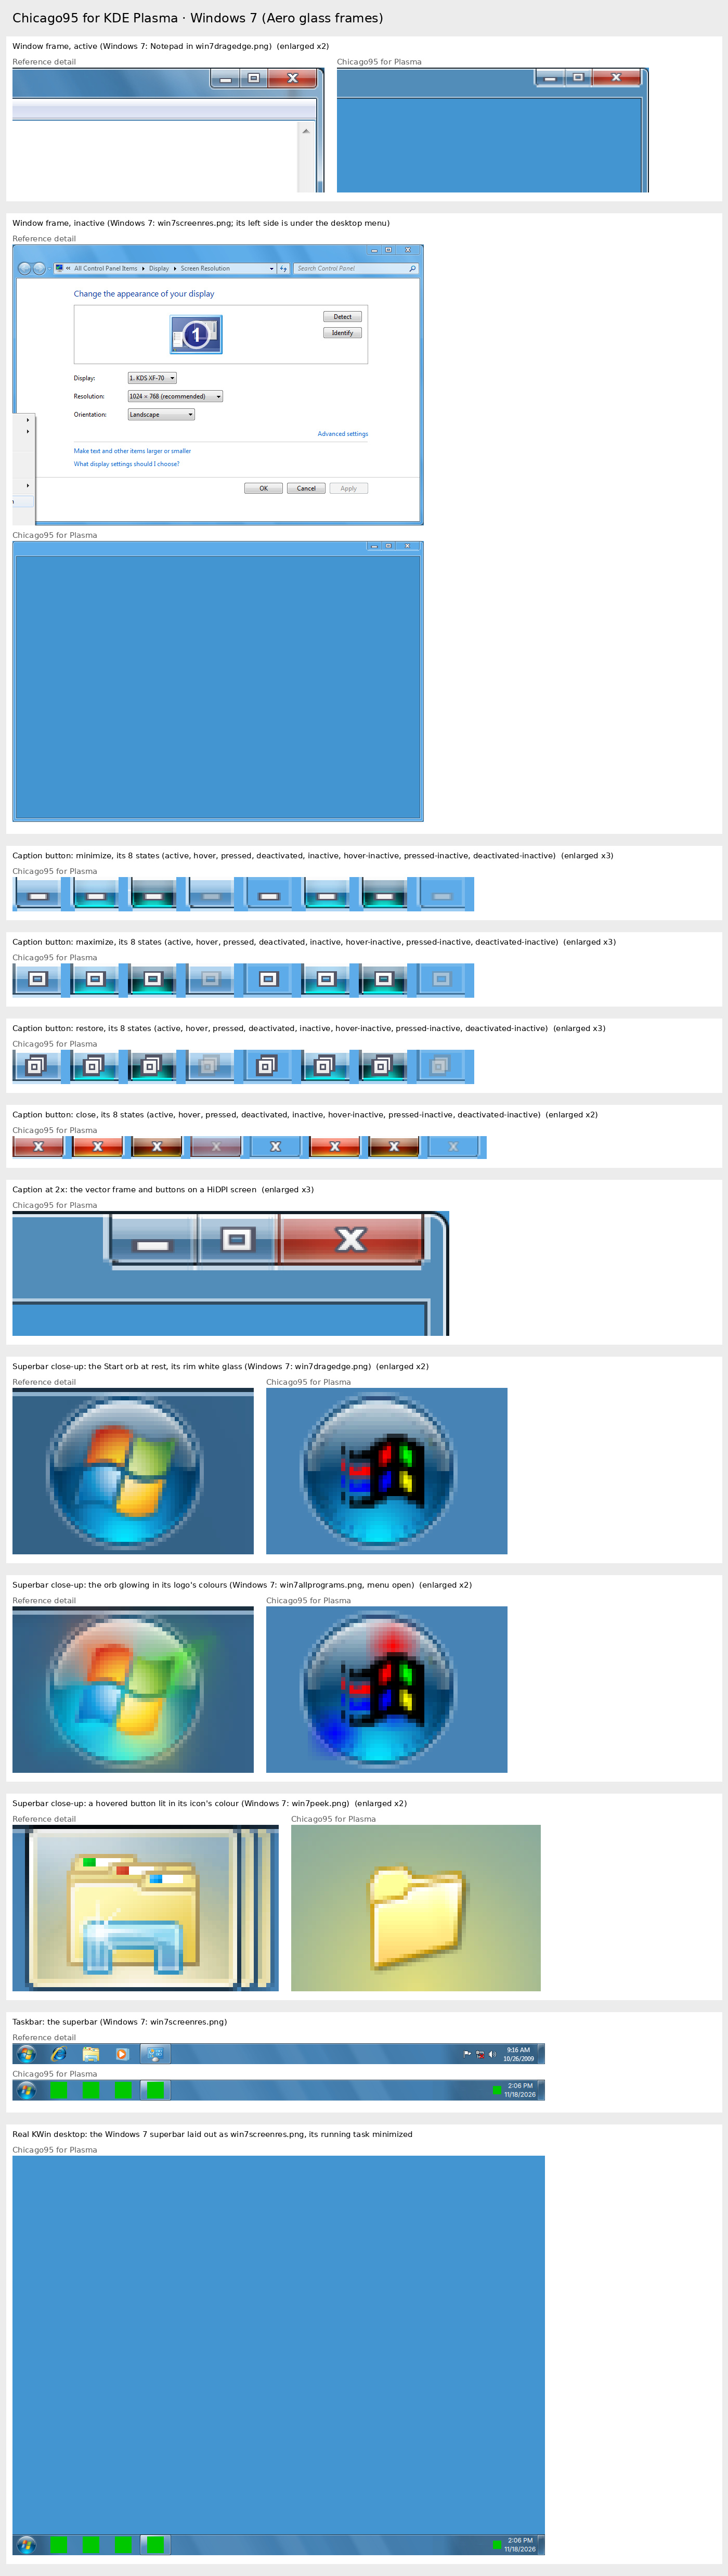 Chicago95 for KDE Plasma · Windows 7 (Aero glass frames)
Window frame, active (Windows 7: Notepad in win7dragedge.png)  (enlarged x2)
Reference detail
Chicago95 for Plasma
Window frame, inactive (Windows 7: win7screenres.png; its left side is under the desktop menu)
Reference detail
« All Control Panel Items
Display
Screen Resolution
Search Control Panel
Change the appearance of your display
1
Detect
Identify
Display:
1. KDS XF-70
Resolution:
1024 × 768 (recommended)
Orientation:
Landscape
Advanced settings
Make text and other items larger or smaller
What display settings should I choose?
OK
Cancel
Apply
Chicago95 for Plasma
Caption button: minimize, its 8 states (active, hover, pressed, deactivated, inactive, hover-inactive, pressed-inactive, deactivated-inactive)  (enlarged x3)
Chicago95 for Plasma
Caption button: maximize, its 8 states (active, hover, pressed, deactivated, inactive, hover-inactive, pressed-inactive, deactivated-inactive)  (enlarged x3)
Chicago95 for Plasma
Caption button: restore, its 8 states (active, hover, pressed, deactivated, inactive, hover-inactive, pressed-inactive, deactivated-inactive)  (enlarged x3)
Chicago95 for Plasma
Caption button: close, its 8 states (active, hover, pressed, deactivated, inactive, hover-inactive, pressed-inactive, deactivated-inactive)  (enlarged x2)
Chicago95 for Plasma
Caption at 2x: the vector frame and buttons on a HiDPI screen  (enlarged x3)
Chicago95 for Plasma
Superbar close-up: the Start orb at rest, its rim white glass (Windows 7: win7dragedge.png)  (enlarged x2)
Reference detail
Chicago95 for Plasma
Superbar close-up: the orb glowing in its logo's colours (Windows 7: win7allprograms.png, menu open)  (enlarged x2)
Reference detail
Chicago95 for Plasma
Superbar close-up: a hovered button lit in its icon's colour (Windows 7: win7peek.png)  (enlarged x2)
Reference detail
Chicago95 for Plasma
Taskbar: the superbar (Windows 7: win7screenres.png)
Reference detail
9:16 AM
10/26/2009
Chicago95 for Plasma
2:06 PM
11/18/2026
Real KWin desktop: the Windows 7 superbar laid out as win7screenres.png, its running task minimized
Chicago95 for Plasma
2:06 PM
11/18/2026